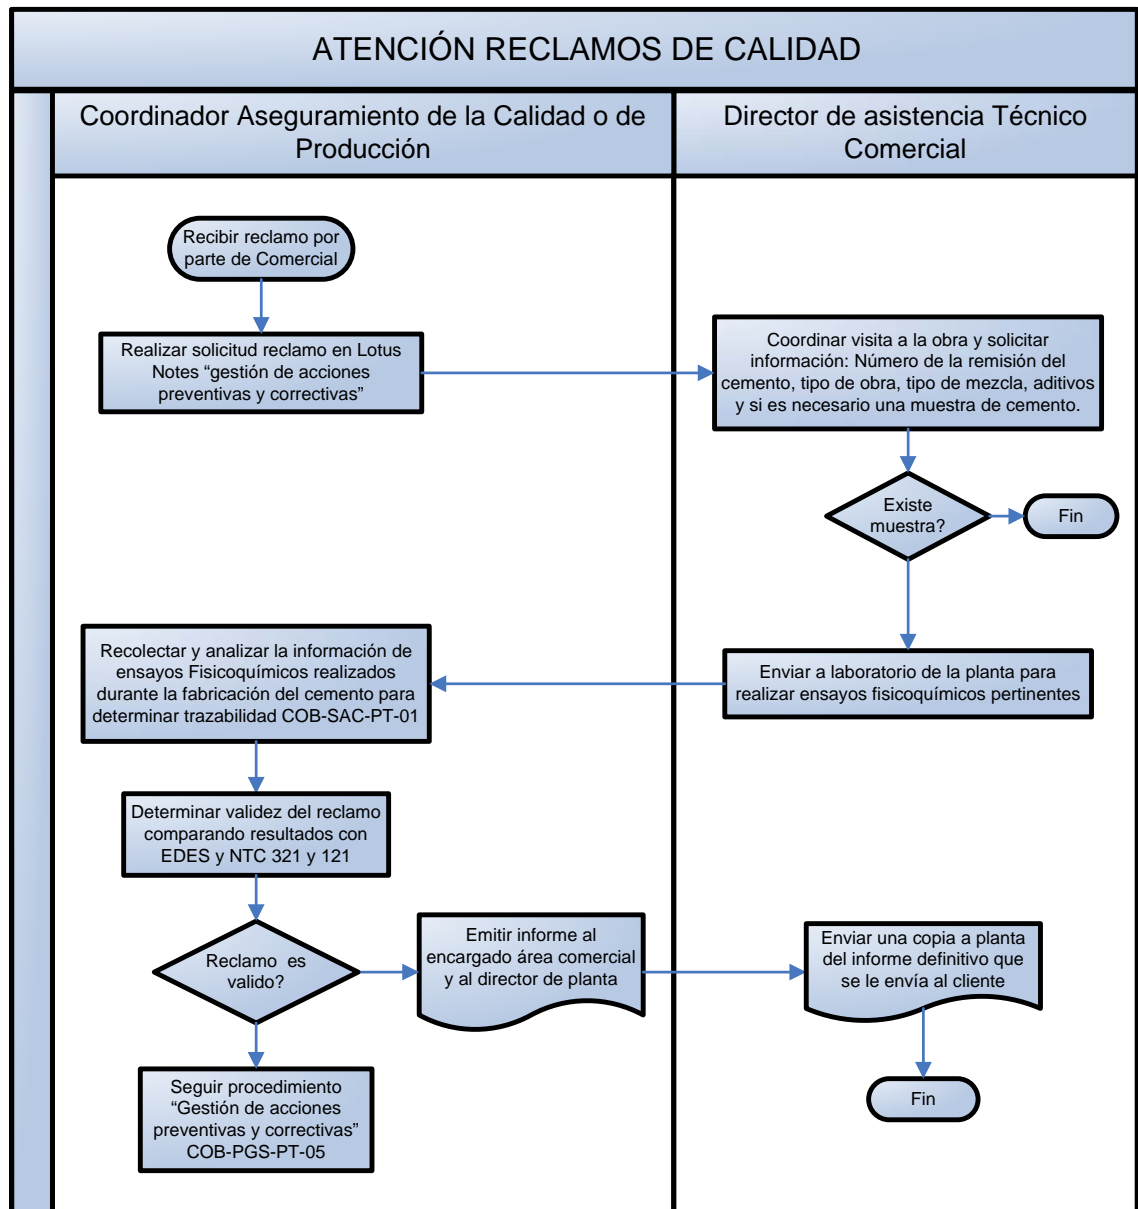 ATENCIÓN RECLAMOS DE CALIDAD
Coordinador Aseguramiento de la Calidad o de
Producción
Director de asistencia Técnico
Comercial
Recibir reclamo por
parte de Comercial
Realizar solicitud reclamo en Lotus
Notes “gestión de acciones
preventivas y correctivas”
Coordinar visita a la obra y solicitar
información: Número de la remisión del
cemento, tipo de obra, tipo de mezcla, aditivos
y si es necesario una muestra de cemento.
Existe
muestra?
Fin
Enviar a laboratorio de la planta para
realizar ensayos fisicoquímicos pertinentes
Recolectar y analizar la información de
ensayos Fisicoquímicos realizados
durante la fabricación del cemento para
determinar trazabilidad COB-SAC-PT-01
Determinar validez del reclamo
comparando resultados con
EDES y NTC 321 y 121
Reclamo es
valido?
Emitir informe al
encargado área comercial
y al director de planta
Enviar una copia a planta
del informe definitivo que
se le envía al cliente
Seguir procedimiento
“Gestión de acciones
preventivas y correctivas”
COB-PGS-PT-05
Fin